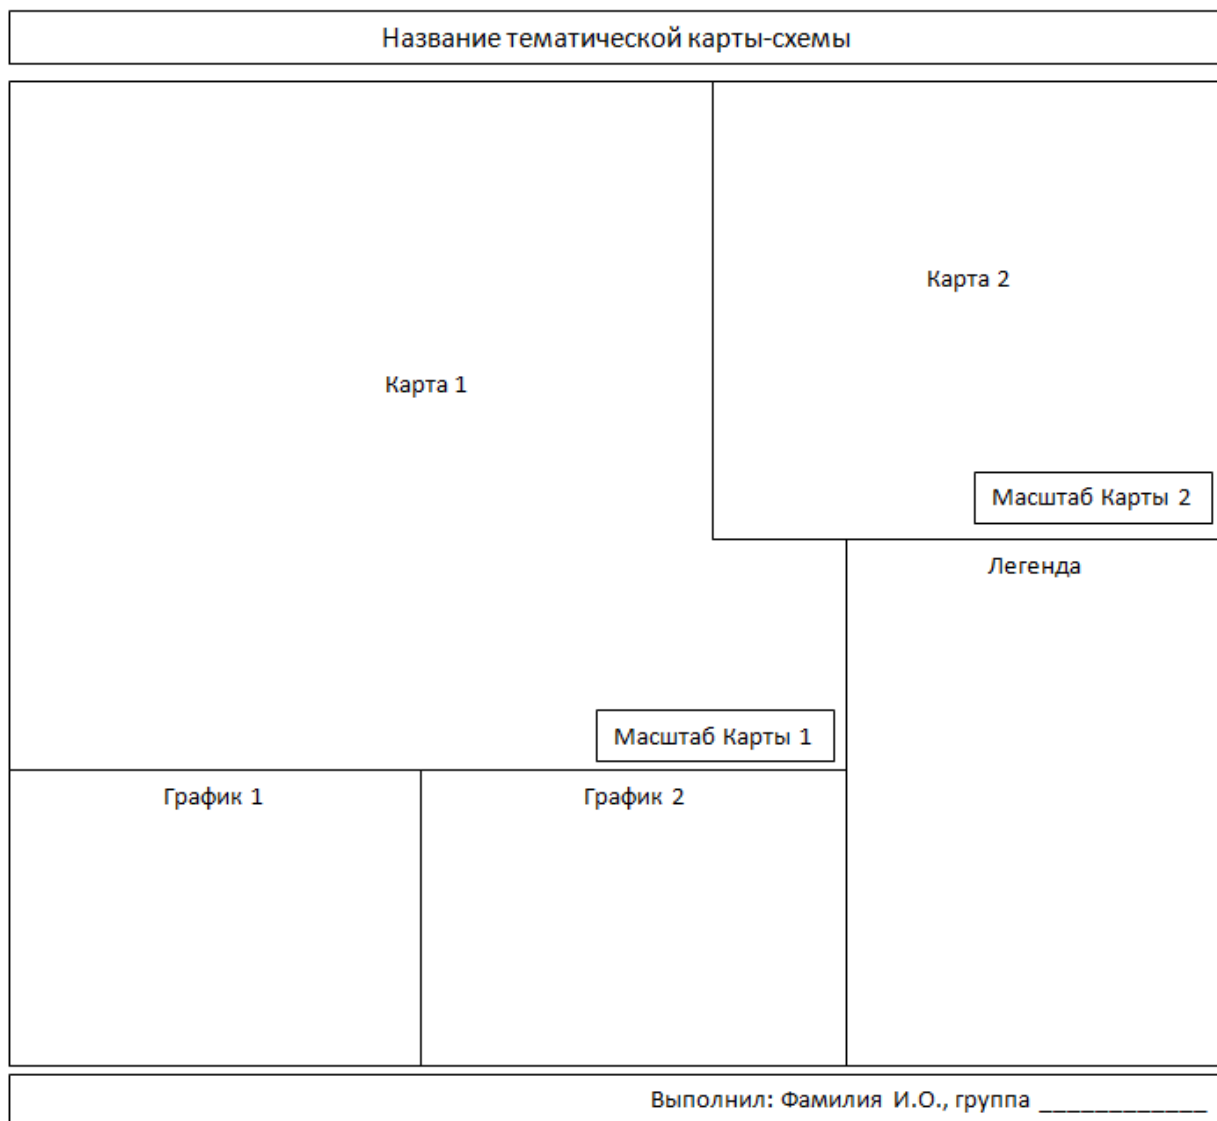 Название тематической карты-схемы
Карта 2
Карта 1
Масштаб Карты 2
Легенда
Масштаб Карты 1
График 1
График 2
Выполнил: Фамилия И.О., группа ____________